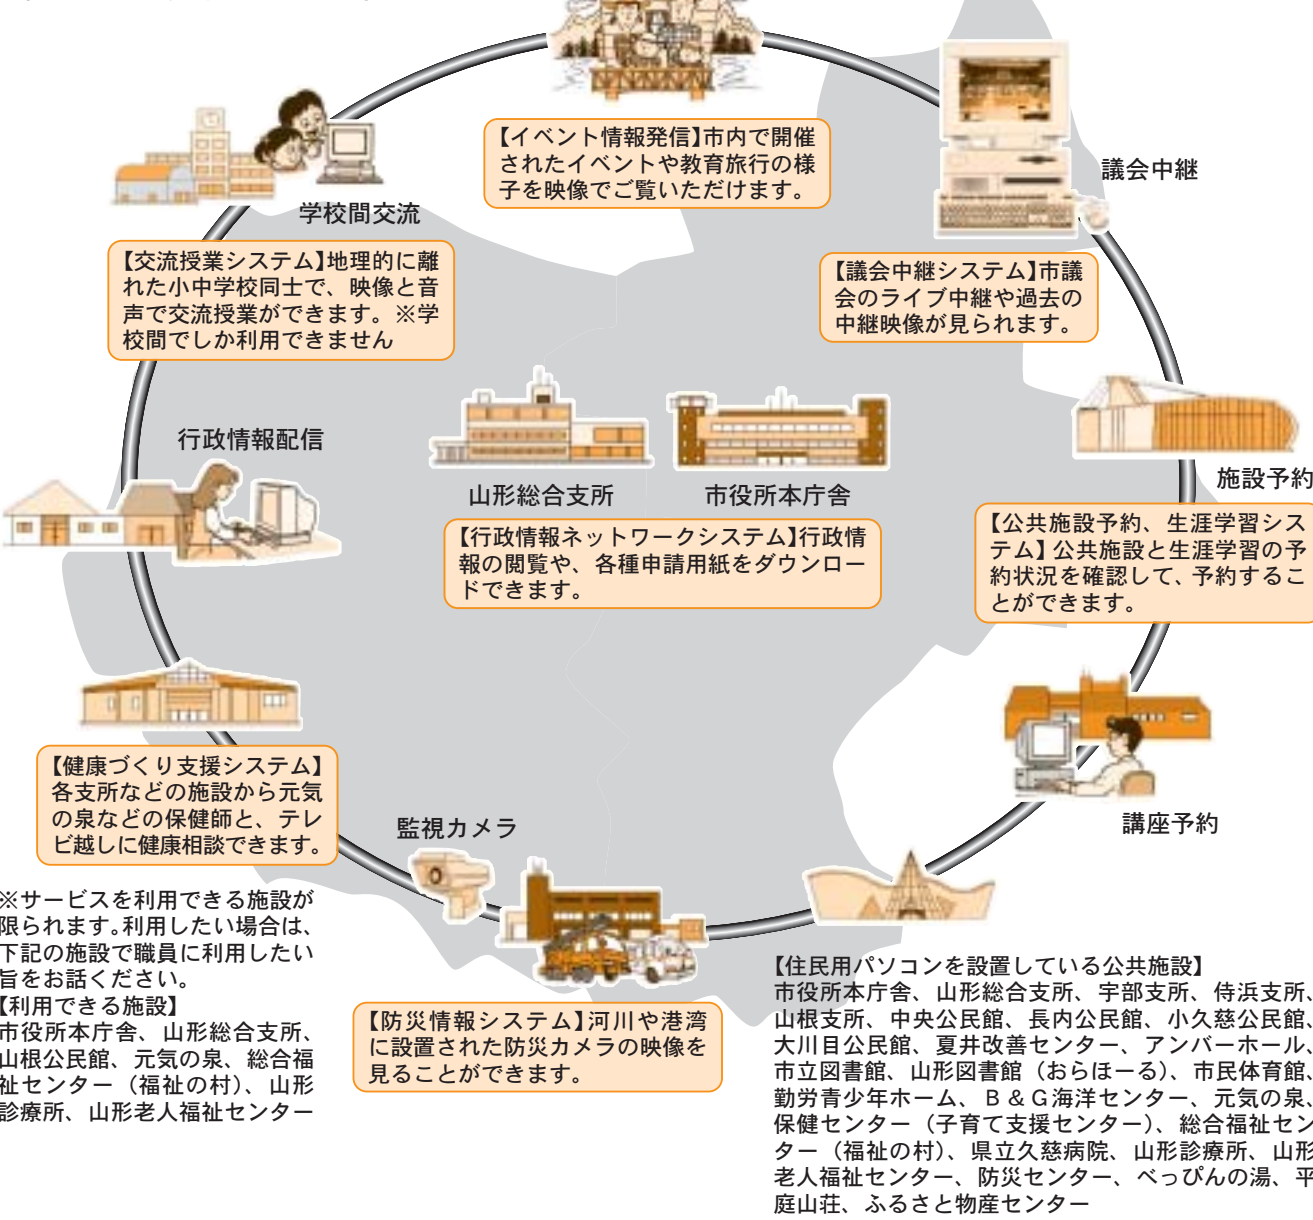 【イベント情報発信】市内で開催
されたイベントや教育旅行の様
子を映像でご覧いただけます。
議会中継
学校間交流
【交流授業システム】地理的に離
れた小中学校同士で、映像と音
声で交流授業ができます。※学
校間でしか利用できません
【議会中継システム】市議
会のライブ中継や過去の
中継映像が見られます。
行政情報配信
山形総合支所
市役所本庁舎
施設予約
【行政情報ネットワークシステム】行政情
報の閲覧や、各種申請用紙をダウンロー
ドできます。
【公共施設予約、生涯学習シス
テム】公共施設と生涯学習の予
約状況を確認して、予約するこ
とができます。
【健康づくり支援システム】
各支所などの施設から元気
の泉などの保健師と、テレ
ビ越しに健康相談できます。
監視カメラ
講座予約
※サービスを利用できる施設が
限られます。利用したい場合は、
下記の施設で職員に利用したい
旨をお話ください。
【利用できる施設】
市役所本庁舎、山形総合支所、
山根公民館、元気の泉、総合福
祉センター（福祉の村）、山形
診療所、山形老人福祉センター
【防災情報システム】河川や港湾
に設置された防災カメラの映像を
見ることができます。
【住民用パソコンを設置している公共施設】
市役所本庁舎、山形総合支所、宇部支所、侍浜支所、
山根支所、中央公民館、長内公民館、小久慈公民館、
大川目公民館、夏井改善センター、アンバーホール、
市立図書館、山形図書館（おらほーる）、市民体育館、
勤労青少年ホーム、Ｂ＆Ｇ海洋センター、元気の泉、
保健センター（子育て支援センター）、総合福祉セン
ター（福祉の村）、県立久慈病院、山形診療所、山形
老人福祉センター、防災センター、べっぴんの湯、平
庭山荘、ふるさと物産センター